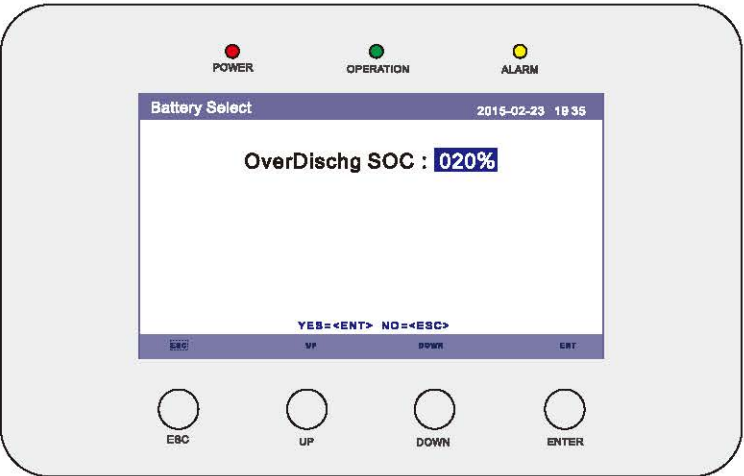 POWER OPERATION ALARM
Battery Select 2015-02-23 19:35
OverDischg SOC : 020%
YES=<ENT> NO=<ESC>
ESC UP DOWN ENT
ESC UP DOWN ENTER